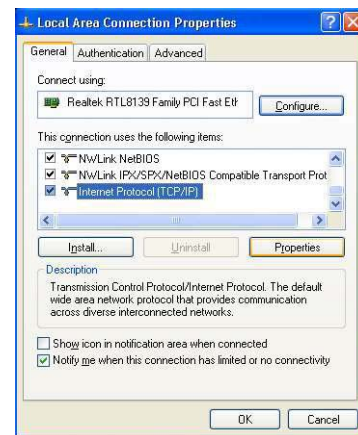 Local Area Connection Properties
General Authentication Advanced
Connect using:
Realtek RTL8139 Family PCI Fast Eth
Configure...
This connection uses the following items:
NWLink NetBIOS
NWLink IPX/SPX/NetBIOS Compatible Transport Prot
Internet Protocol (TCP/IP)
Install... Uninstall Properties
Description
Transmission Control Protocol/Internet Protocol. The default
wide area network protocol that provides communication
across diverse interconnected networks.
Show icon in notification area when connected
Notify me when this connection has limited or no connectivity
OK Cancel